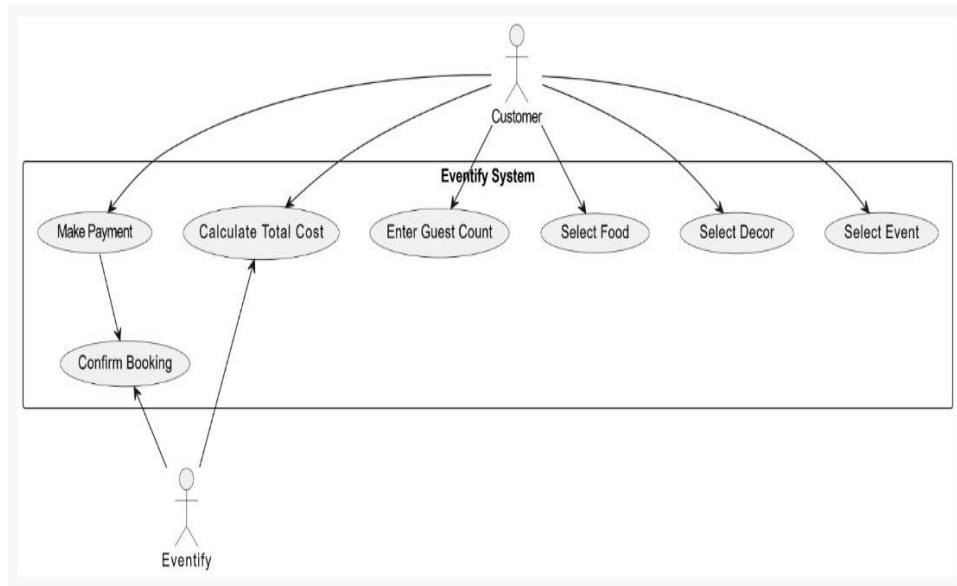 Customer
Eventify System
Make Payment
Calculate Total Cost
Enter Guest Count
Select Food
Select Decor
Select Event
Confirm Booking
Eventify